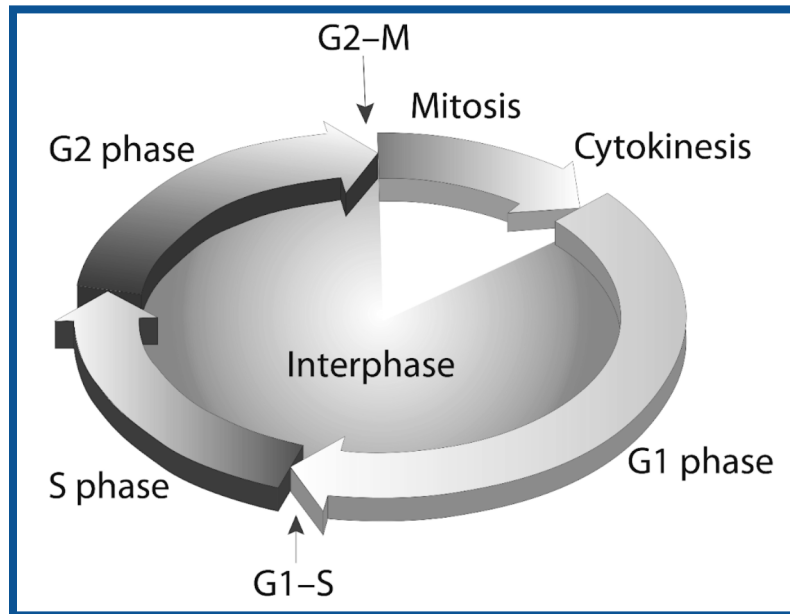 G2–M
Mitosis
G2 phase
Cytokinesis
Interphase
G1 phase
S phase
G1–S